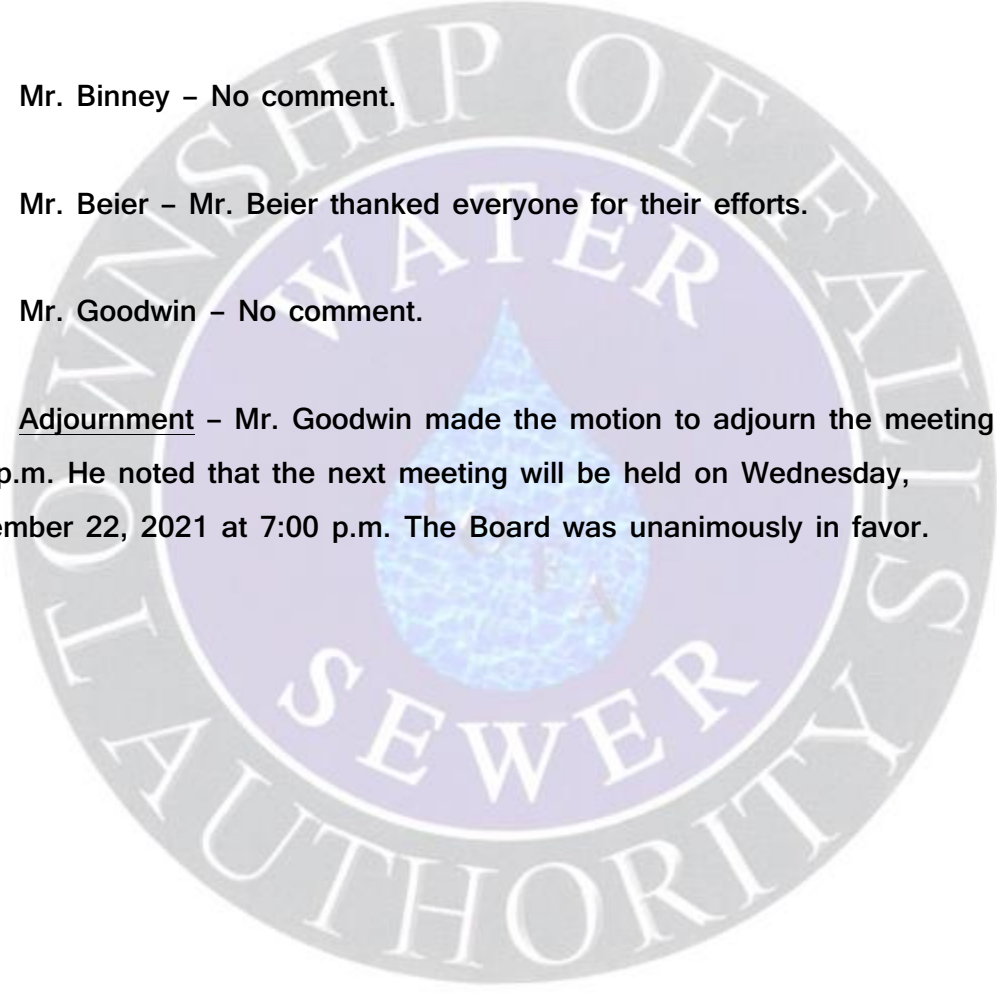 Mr. Binney – No comment.
Mr. Beier – Mr. Beier thanked everyone for their efforts.
Mr. Goodwin – No comment.
Adjournment – Mr. Goodwin made the motion to adjourn the meeting
p.m. He noted that the next meeting will be held on Wednesday,
ember 22, 2021 at 7:00 p.m. The Board was unanimously in favor.
TOWNSHIP OF FALLS
AUTHORITY
WATER
SEWER